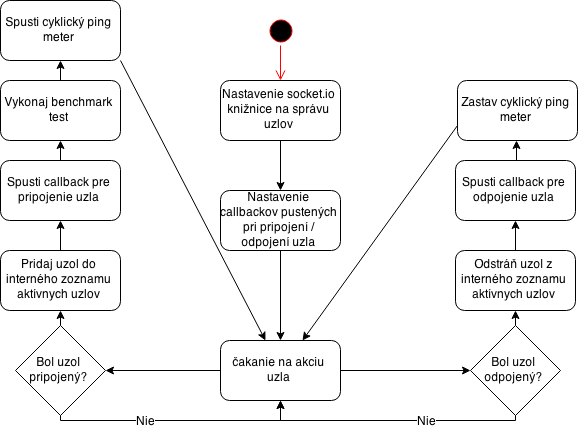 Spusti cyklický ping
meter
Vykonaj benchmark
test
Spusti callback pre
pripojenie uzla
Pridaj uzol do
interného zoznamu
aktivnych uzlov
Bol uzol
pripojený?
Nastavenie socket.io
knižnice na správu
uzlov
Nastavenie
callbackov pustených
pri pripojení /
odpojení uzla
čakanie na akciu
uzla
Zastav cyklický ping
meter
Spusti callback pre
odpojenie uzla
Odstráň uzol z
interného zoznamu
aktívnych uzlov
Bol uzol
odpojený?
Nie
Nie